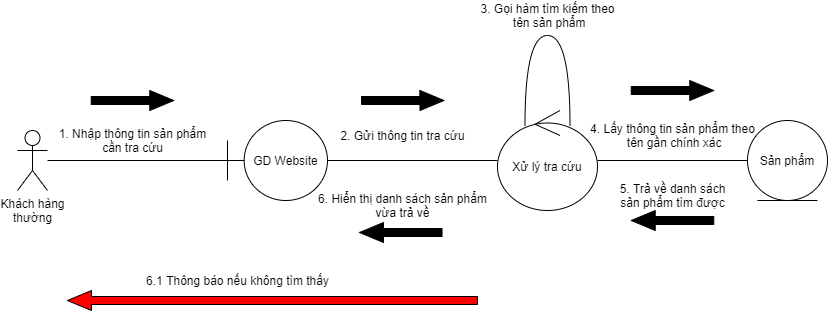 3. Gọi hàm tìm kiếm theo
tên sản phẩm
1. Nhập thông tin sản phẩm
cần tra cứu
2. Gửi thông tin tra cứu
4. Lấy thông tin sản phẩm theo
tên gần chính xác
GD Website
Xử lý tra cứu
Sản phẩm
Khách hàng
thường
6. Hiển thị danh sách sản phẩm
vừa trả về
5. Trả về danh sách
sản phẩm tìm được
6.1 Thông báo nếu không tìm thấy